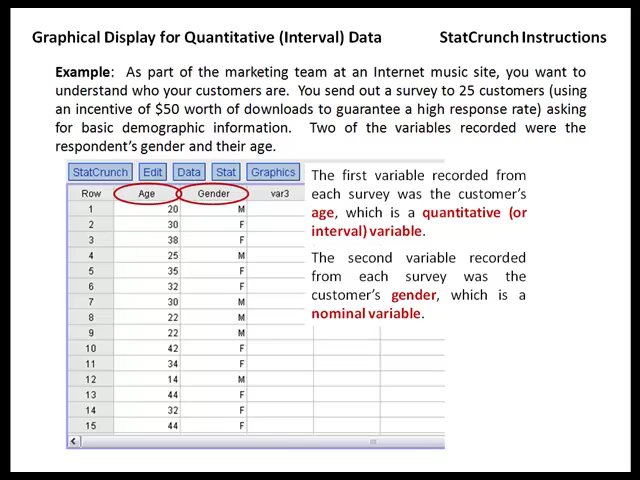 Graphical Display for Quantitative (Interval) Data StatCrunch Instructions
Example: As part of the marketing team at an Internet music site, you want to
understand who your customers are. You send out a survey to 25 customers (using
an incentive of $50 worth of downloads to guarantee a high response rate) asking
for basic demographic information. Two of the variables recorded were the
respondent's gender and their age.
StatCrunch Edit Data Stat Graphics
Row Age Gender var3
1 20 M
2 30 F
3 38 F
4 25 M
5 35 F
6 32 F
7 30 M
8 22 M
9 22 M
10 42 F
11 34 F
12 14 M
13 44 F
14 32 F
15 44 F
The first variable recorded from
each survey was the customer's
age, which is a quantitative (or
interval) variable.
The second variable recorded
from each survey was the
customer's gender, which is a
nominal variable.